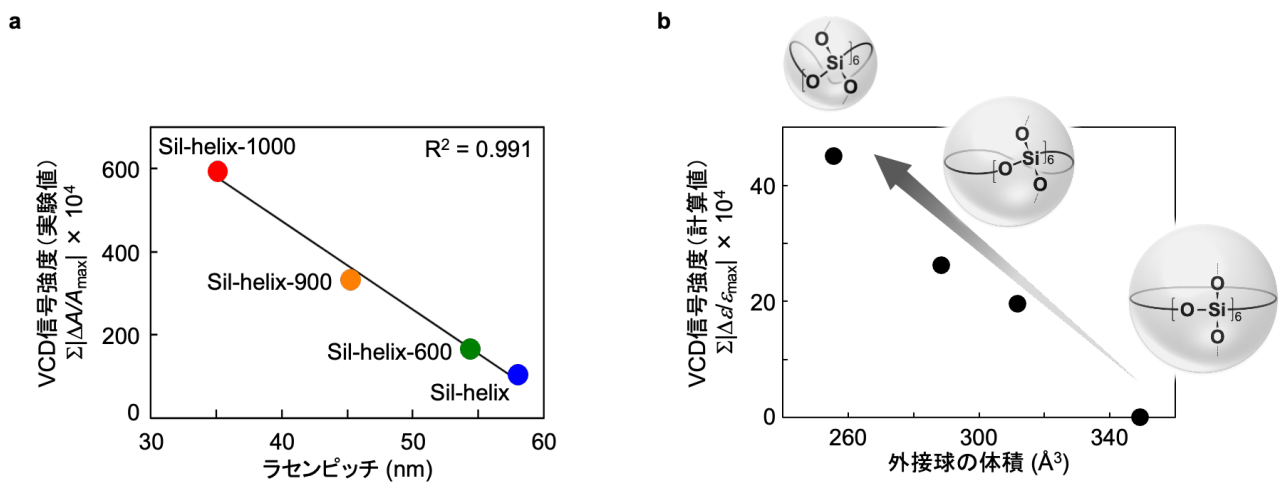 a
VCD信号強度（実験値）
Σ|ΔA/Amax| × 10⁴
600
400
200
0
30
40
50
60
ラセンピッチ (nm)
Sil-helix-1000
R² = 0.991
Sil-helix-900
Sil-helix-600
Sil-helix
b
VCD信号強度（計算値）
Σ|Δε/εmax| × 10⁴
40
20
0
260
300
340
外接球の体積 (Å³)
O
Si
]6
[O
O
O
Si
]6
[O
O
O
[O–Si]6
O